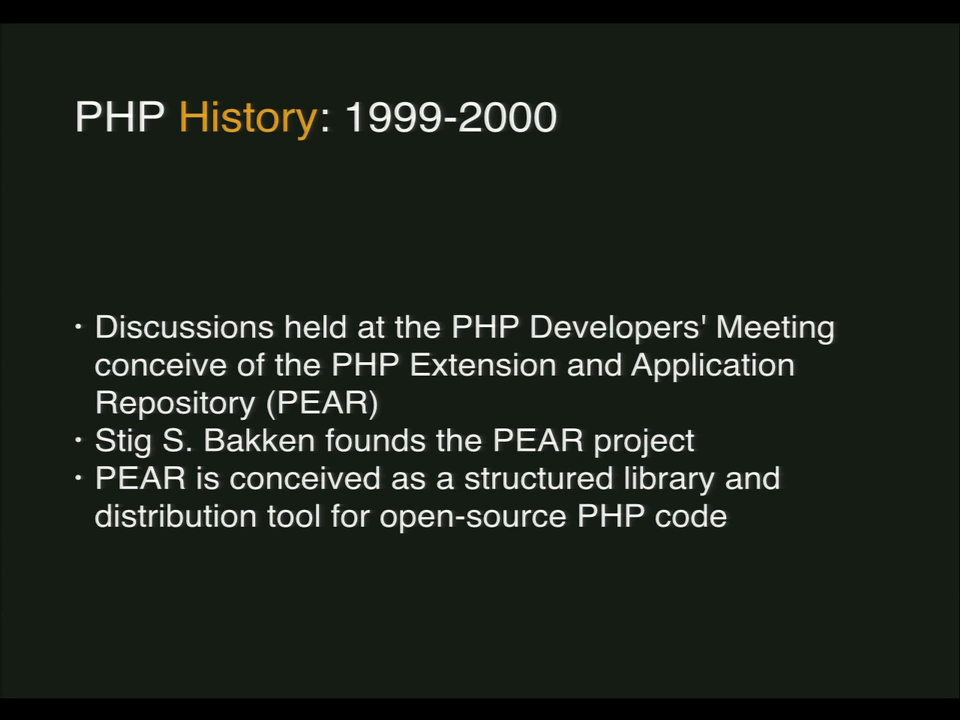 PHP History: 1999-2000
• Discussions held at the PHP Developers' Meeting
conceive of the PHP Extension and Application
Repository (PEAR)
• Stig S. Bakken founds the PEAR project
• PEAR is conceived as a structured library and
distribution tool for open-source PHP code